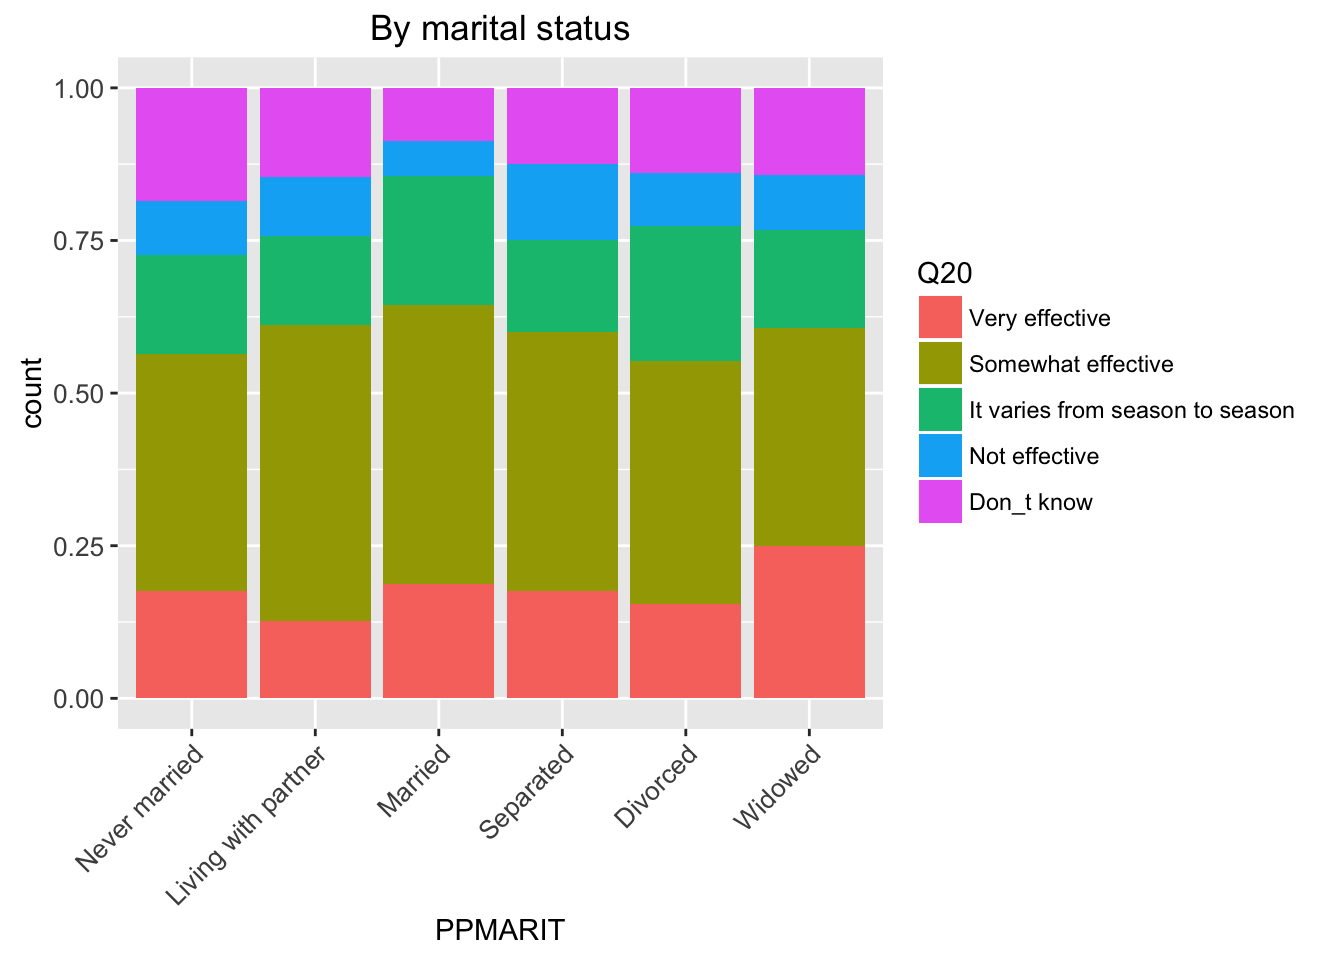 By marital status
1.00
0.75
0.50
0.25
0.00
count
Never married
Living with partner
Married
Separated
Divorced
Widowed
PPMARIT
Q20
Very effective
Somewhat effective
It varies from season to season
Not effective
Don_t know